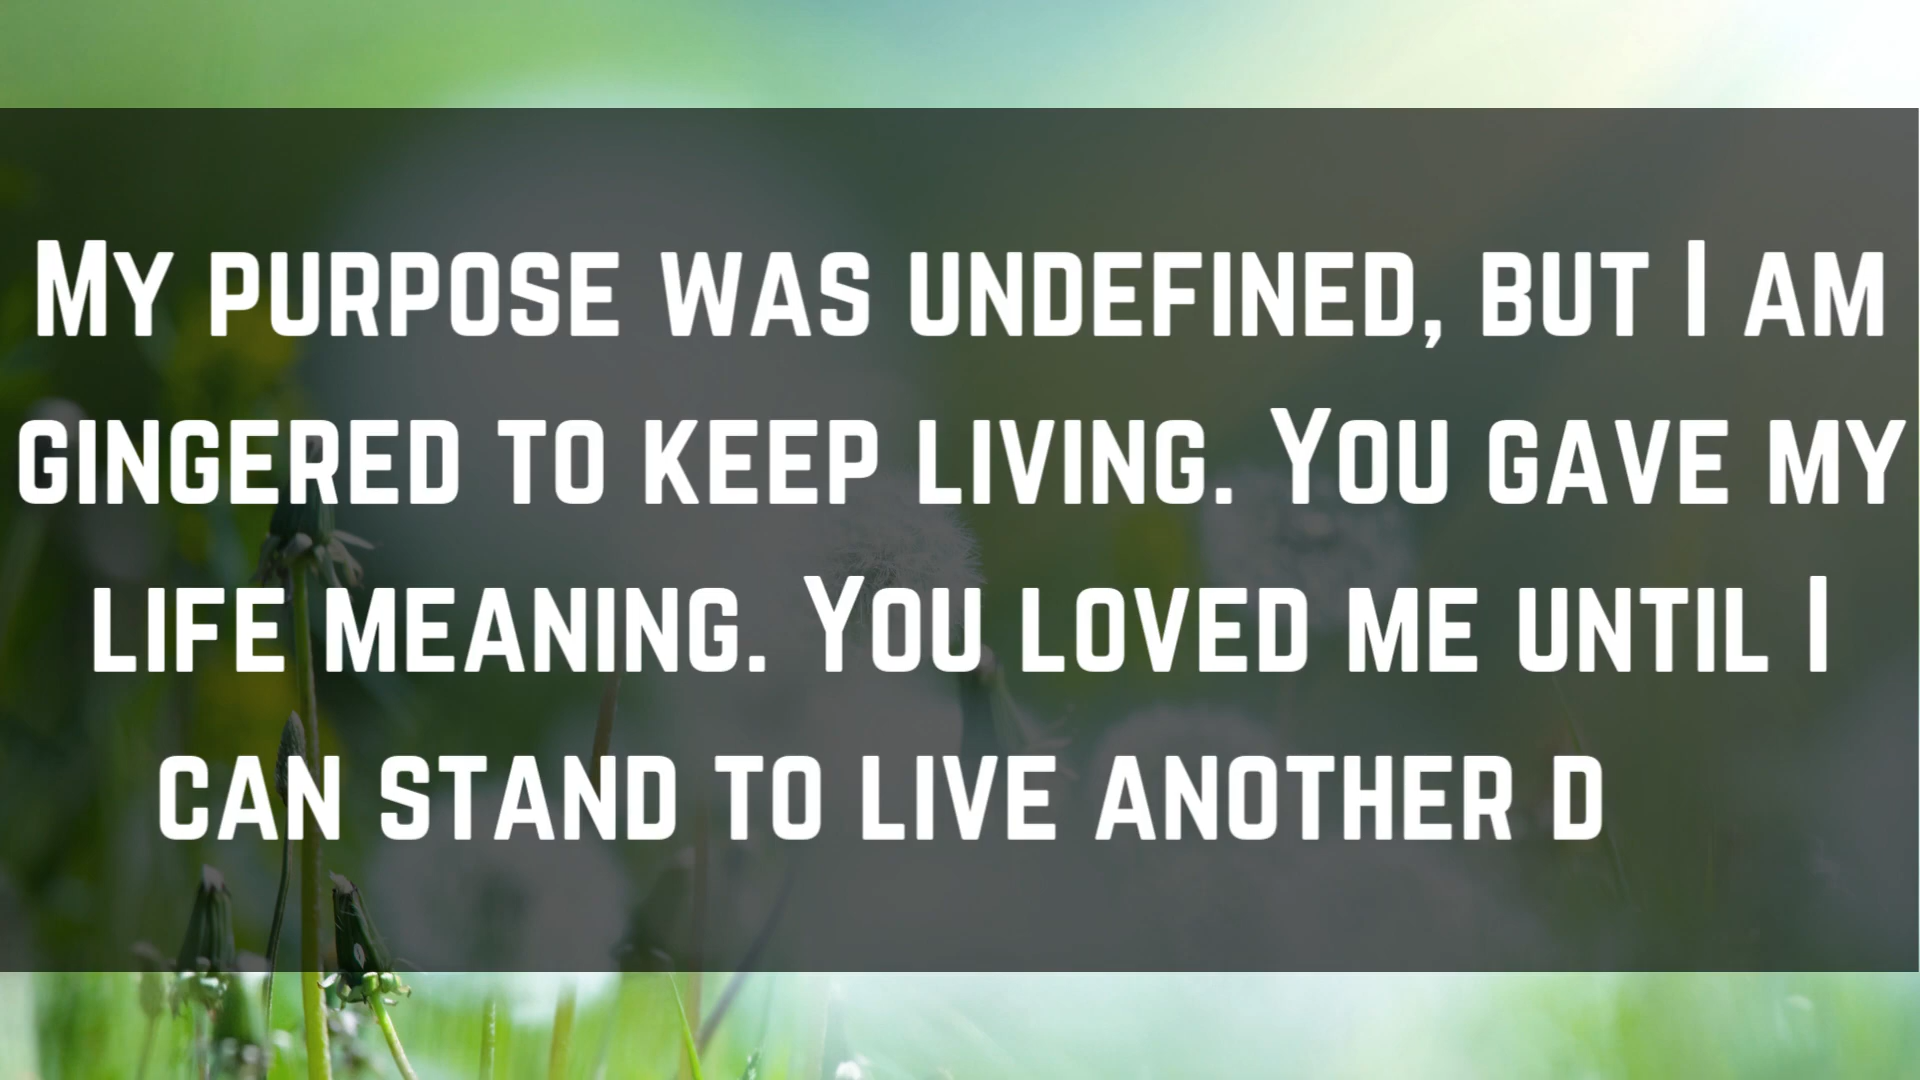 My purpose was undefined, but I am
gingered to keep living. You gave my
life meaning. You loved me until I
can stand to live another d